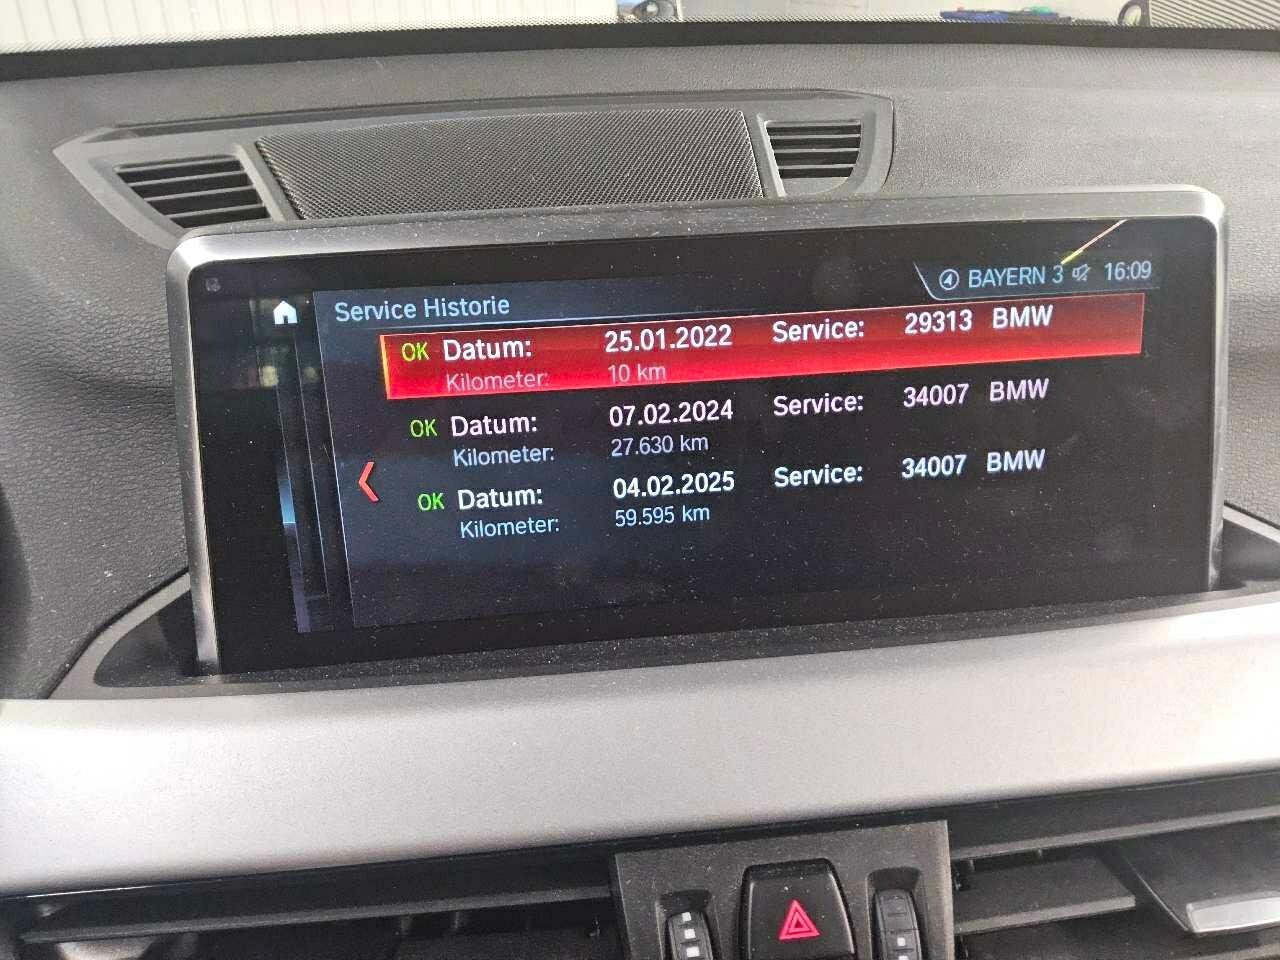 BAYERN 3 16:09
Service Historie
OK Datum: 25.01.2022 Service: 29313 BMW
Kilometer: 10 km
OK Datum: 07.02.2024 Service: 34007 BMW
Kilometer: 27.630 km
OK Datum: 04.02.2025 Service: 34007 BMW
Kilometer: 59.595 km